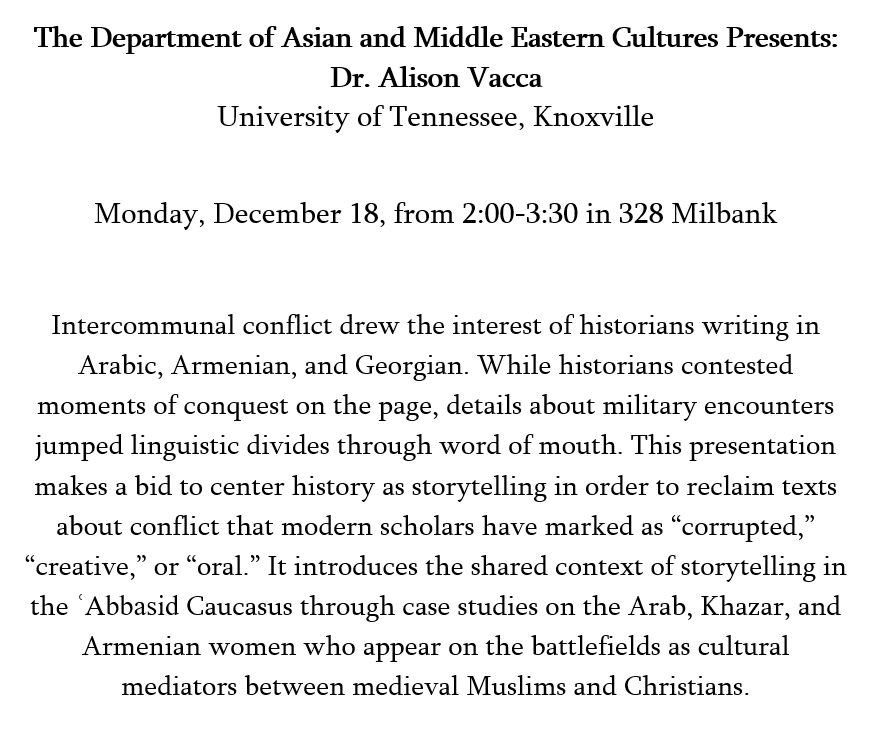 The Department of Asian and Middle Eastern Cultures Presents:
Dr. Alison Vacca
University of Tennessee, Knoxville
Monday, December 18, from 2:00-3:30 in 328 Milbank
Intercommunal conflict drew the interest of historians writing in
Arabic, Armenian, and Georgian. While historians contested
moments of conquest on the page, details about military encounters
jumped linguistic divides through word of mouth. This presentation
makes a bid to center history as storytelling in order to reclaim texts
about conflict that modern scholars have marked as “corrupted,”
“creative,” or “oral.” It introduces the shared context of storytelling in
the ʿAbbasid Caucasus through case studies on the Arab, Khazar, and
Armenian women who appear on the battlefields as cultural
mediators between medieval Muslims and Christians.